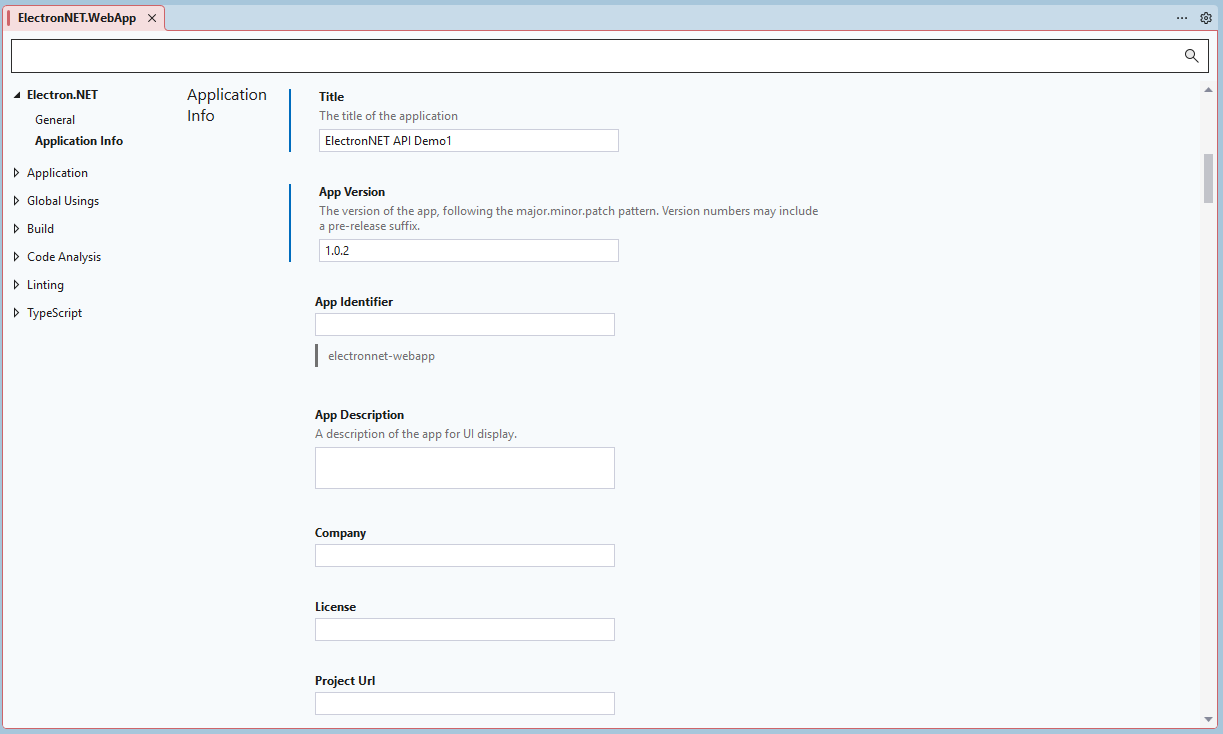 ElectronNET.WebApp
Electron.NET
General
Application Info
Application
Global Usings
Build
Code Analysis
Linting
TypeScript
Application
Info
Title
The title of the application
ElectronNET API Demo1
App Version
The version of the app, following the major.minor.patch pattern. Version numbers may include
a pre-release suffix.
1.0.2
App Identifier
electronnet-webapp
App Description
A description of the app for UI display.
Company
License
Project Url